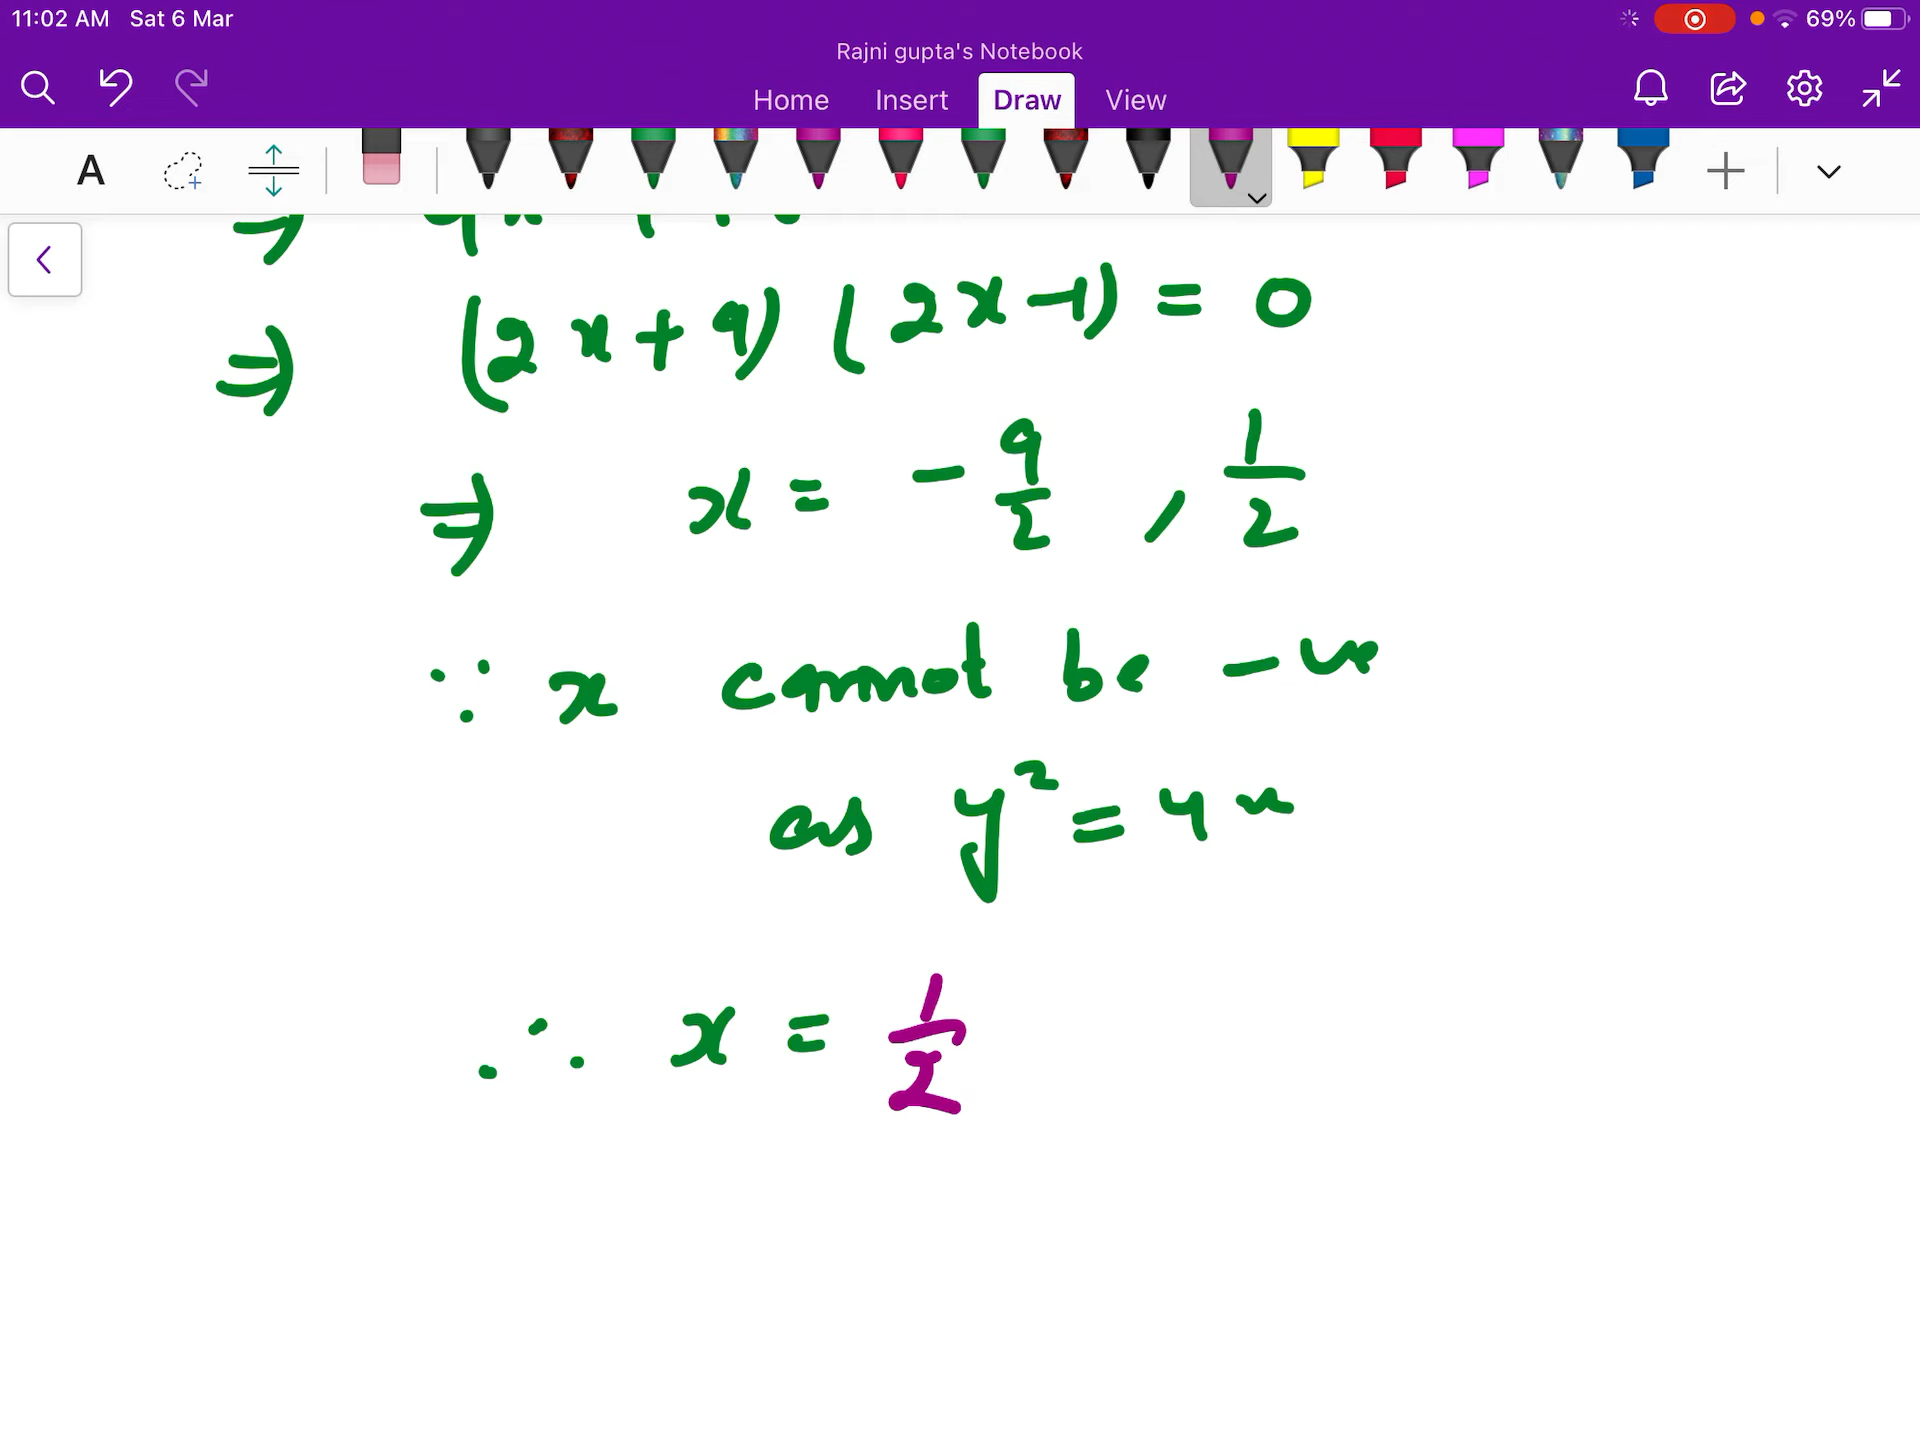 11:02 AM Sat 6 Mar 69%
Rajni gupta's Notebook
Home Insert Draw View
A
⇒ (2x+9)(2x-1) = 0
⇒ x = -9/2 , 1/2
∵ x cannot be -ve
as y² = 4x
∴ x = 1/2